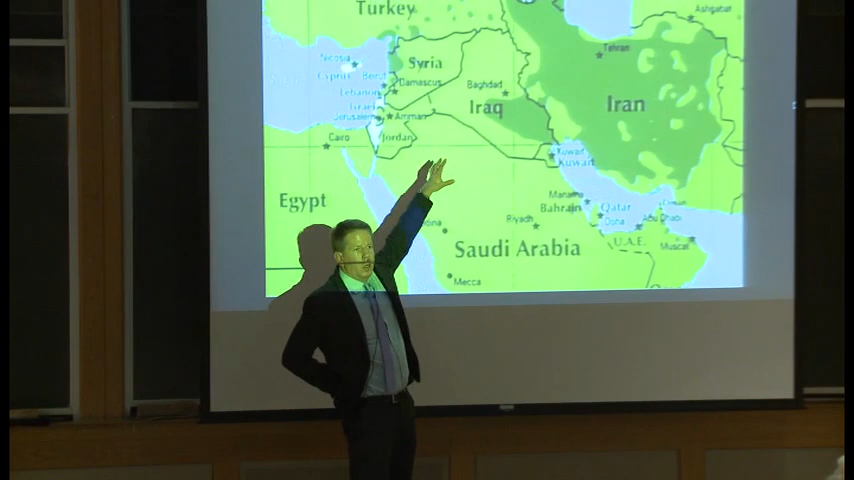 Turkey
Ashgabat
Tehran
Nicosia
Cyprus
Syria
Beirut
Damascus
Lebanon
Baghdad
Israel
Iraq
Iran
Jerusalem
Amman
Cairo
Jordan
Kuwait
Kuwait
Egypt
Manama
Bahrain
Qatar
Riyadh
Doha
Abu Dhabi
U.A.E.
Muscat
Saudi Arabia
Mecca